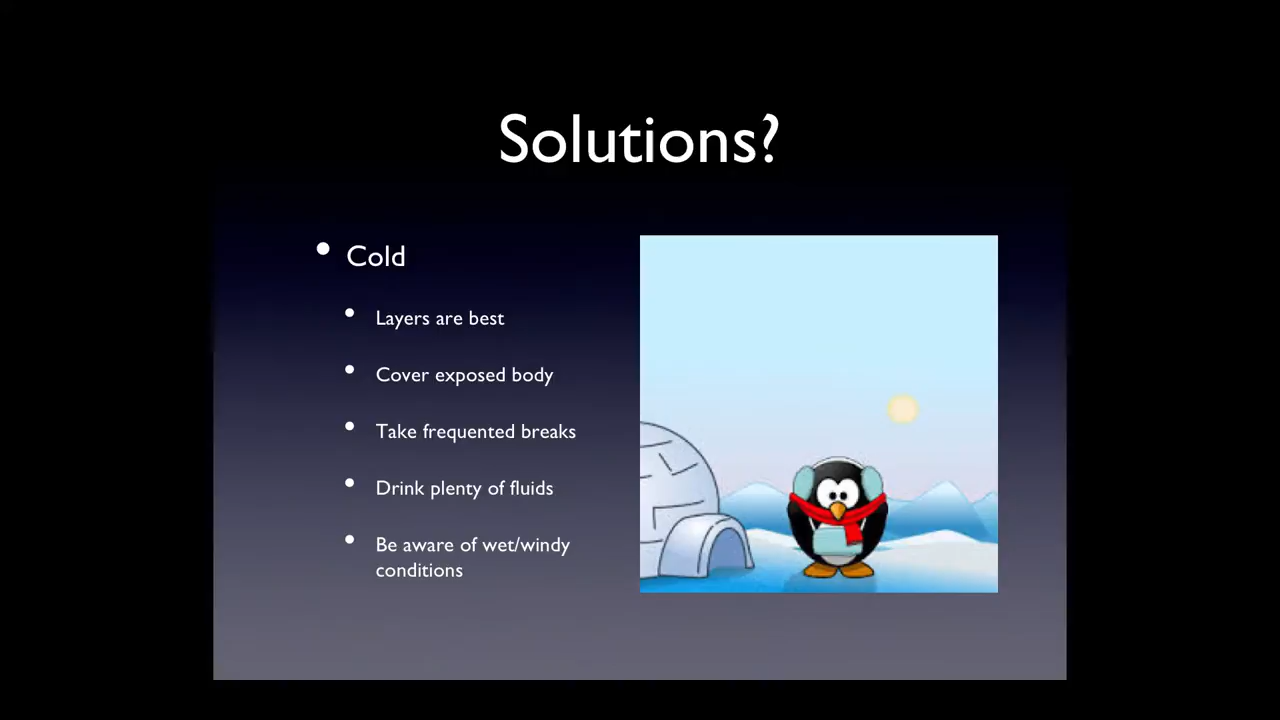 Solutions?
Cold
Layers are best
Cover exposed body
Take frequented breaks
Drink plenty of fluids
Be aware of wet/windy
conditions